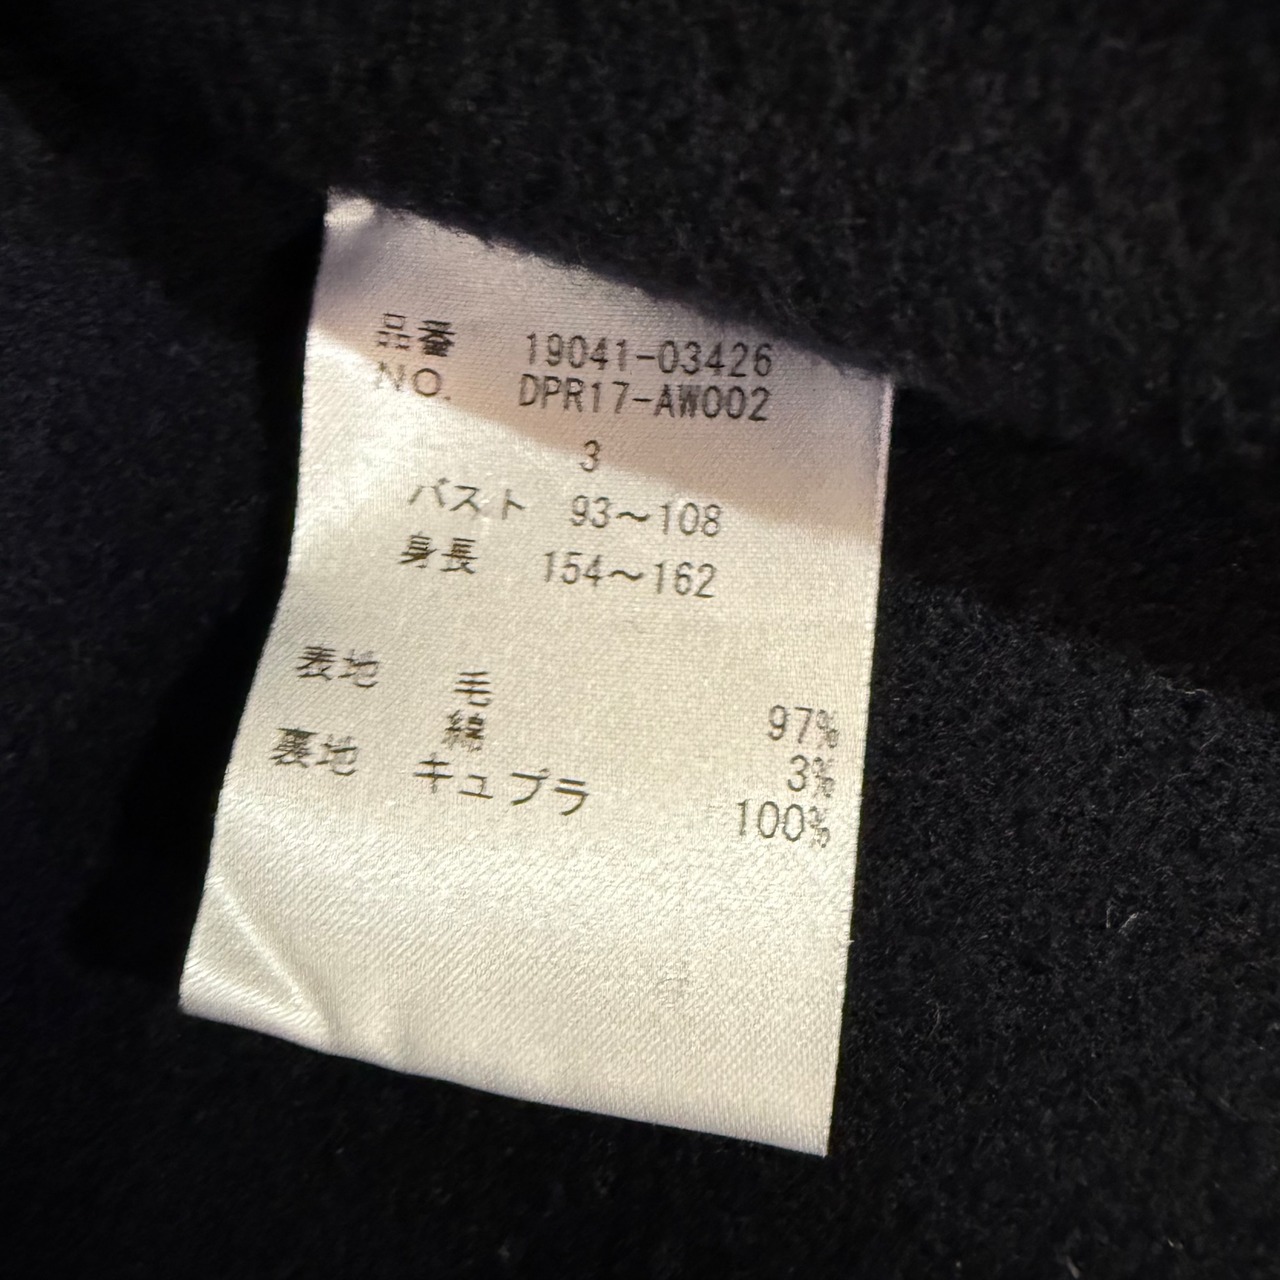 品番 19041-03426
NO. DPR17-AW002
3
バスト 93～108
身長 154～162
表地 毛 97%
綿 3%
裏地 キュプラ 100%